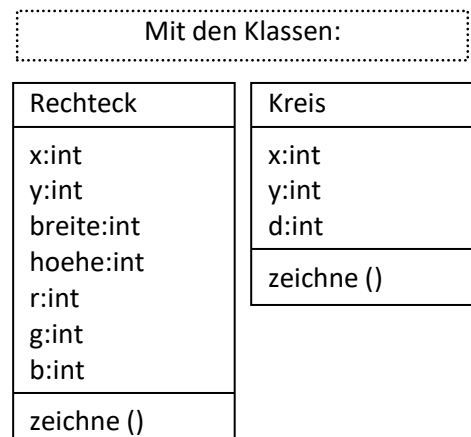 Mit den Klassen:
Rechteck
x:int
y:int
breite:int
hoehe:int
r:int
g:int
b:int
zeichne ()
Kreis
x:int
y:int
d:int
zeichne ()